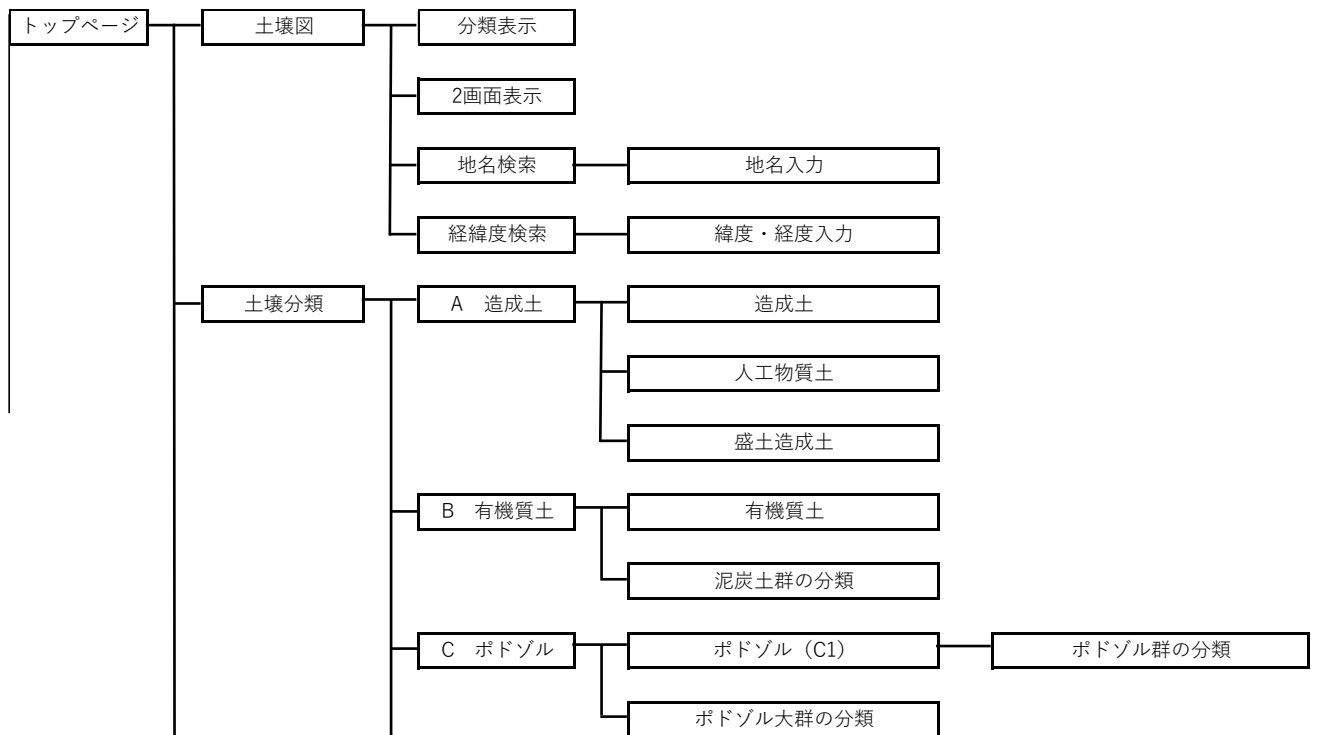 トップページ
土壌図
分類表示
2画面表示
地名検索
地名入力
経緯度検索
緯度・経度入力
土壌分類
A　造成土
造成土
人工物質土
盛土造成土
B　有機質土
有機質土
泥炭土群の分類
C　ポドゾル
ポドゾル（C1）
ポドゾル群の分類
ポドゾル大群の分類